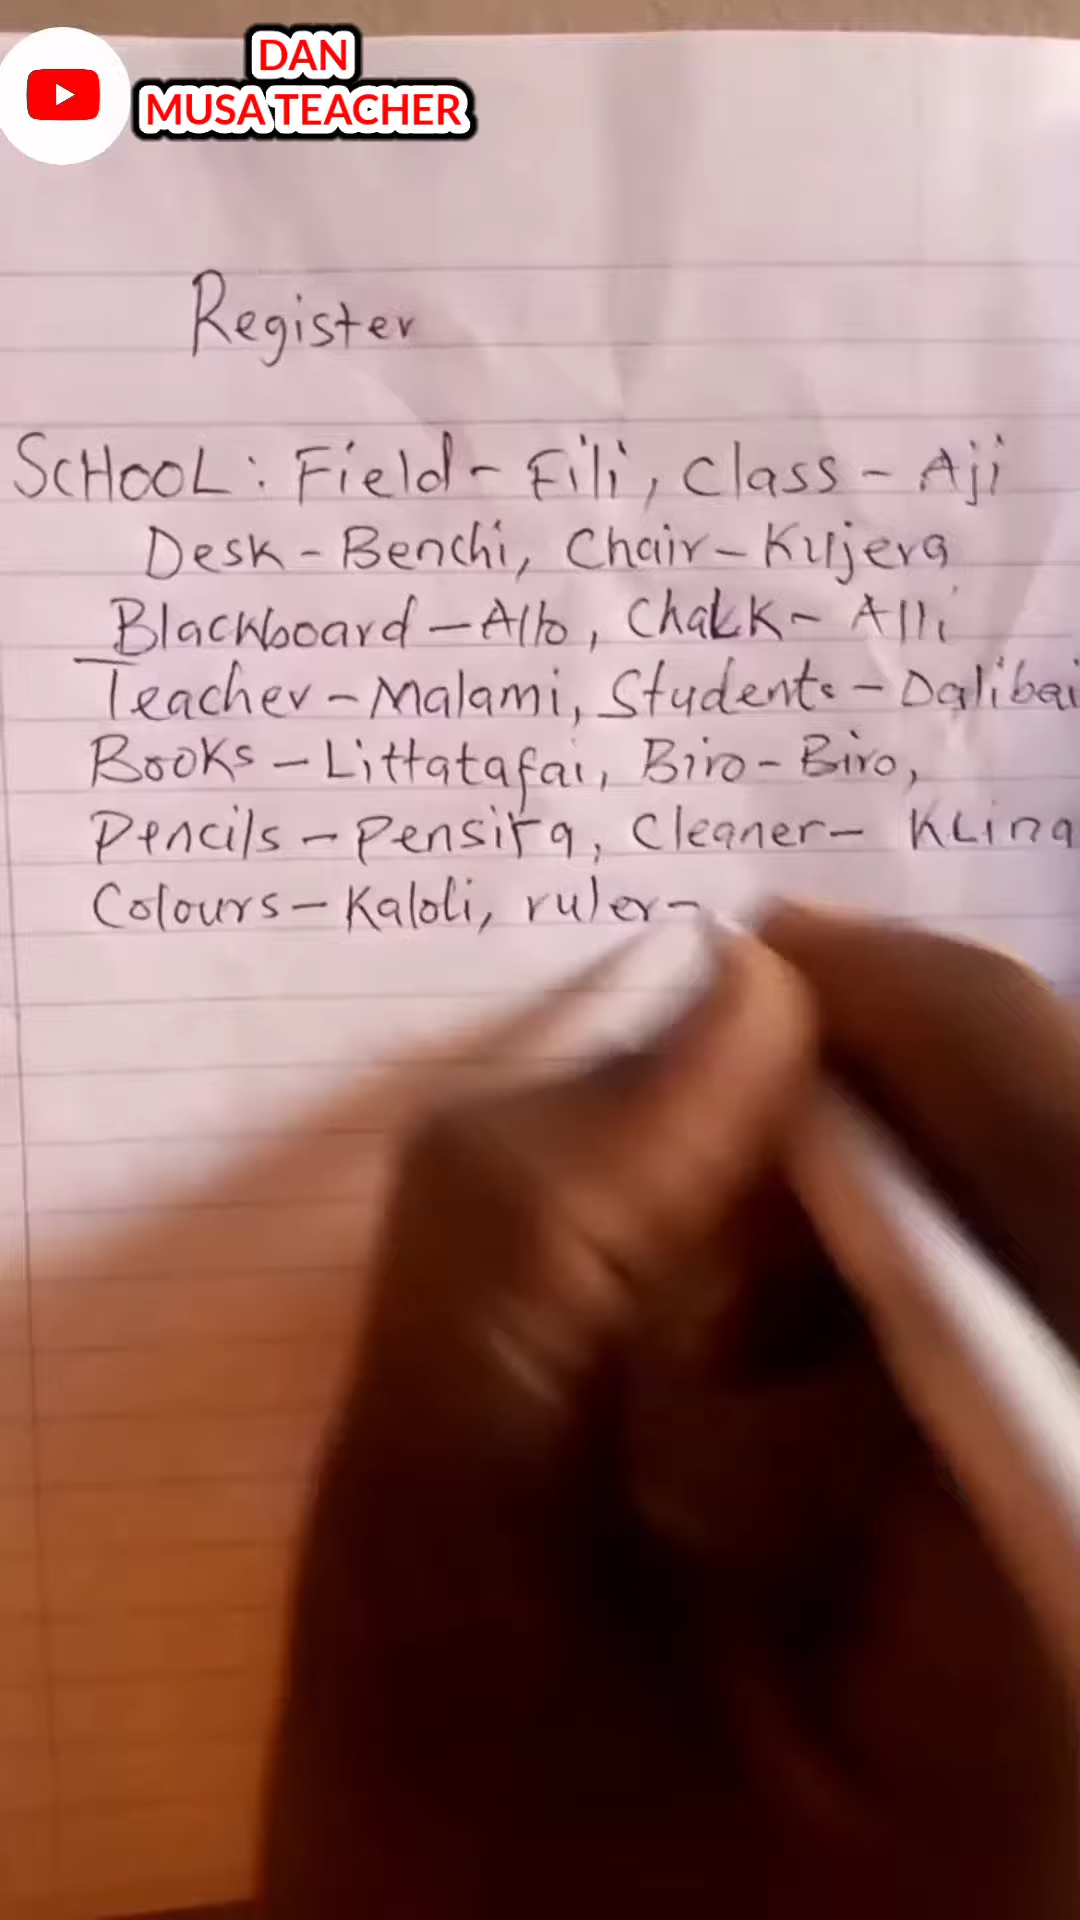 DAN
MUSA TEACHER
Register
SCHOOL: Field - Fili, Class - Aji
Desk - Benchi, Chair - Kujera
Blackboard - Allo, Chalk - Alli
Teacher - Malami, Students - Dalibai
Books - Littatafai, Biro - Biro,
Pencils - Pensira, Cleaner - Klina
Colours - Kaloli, ruler -